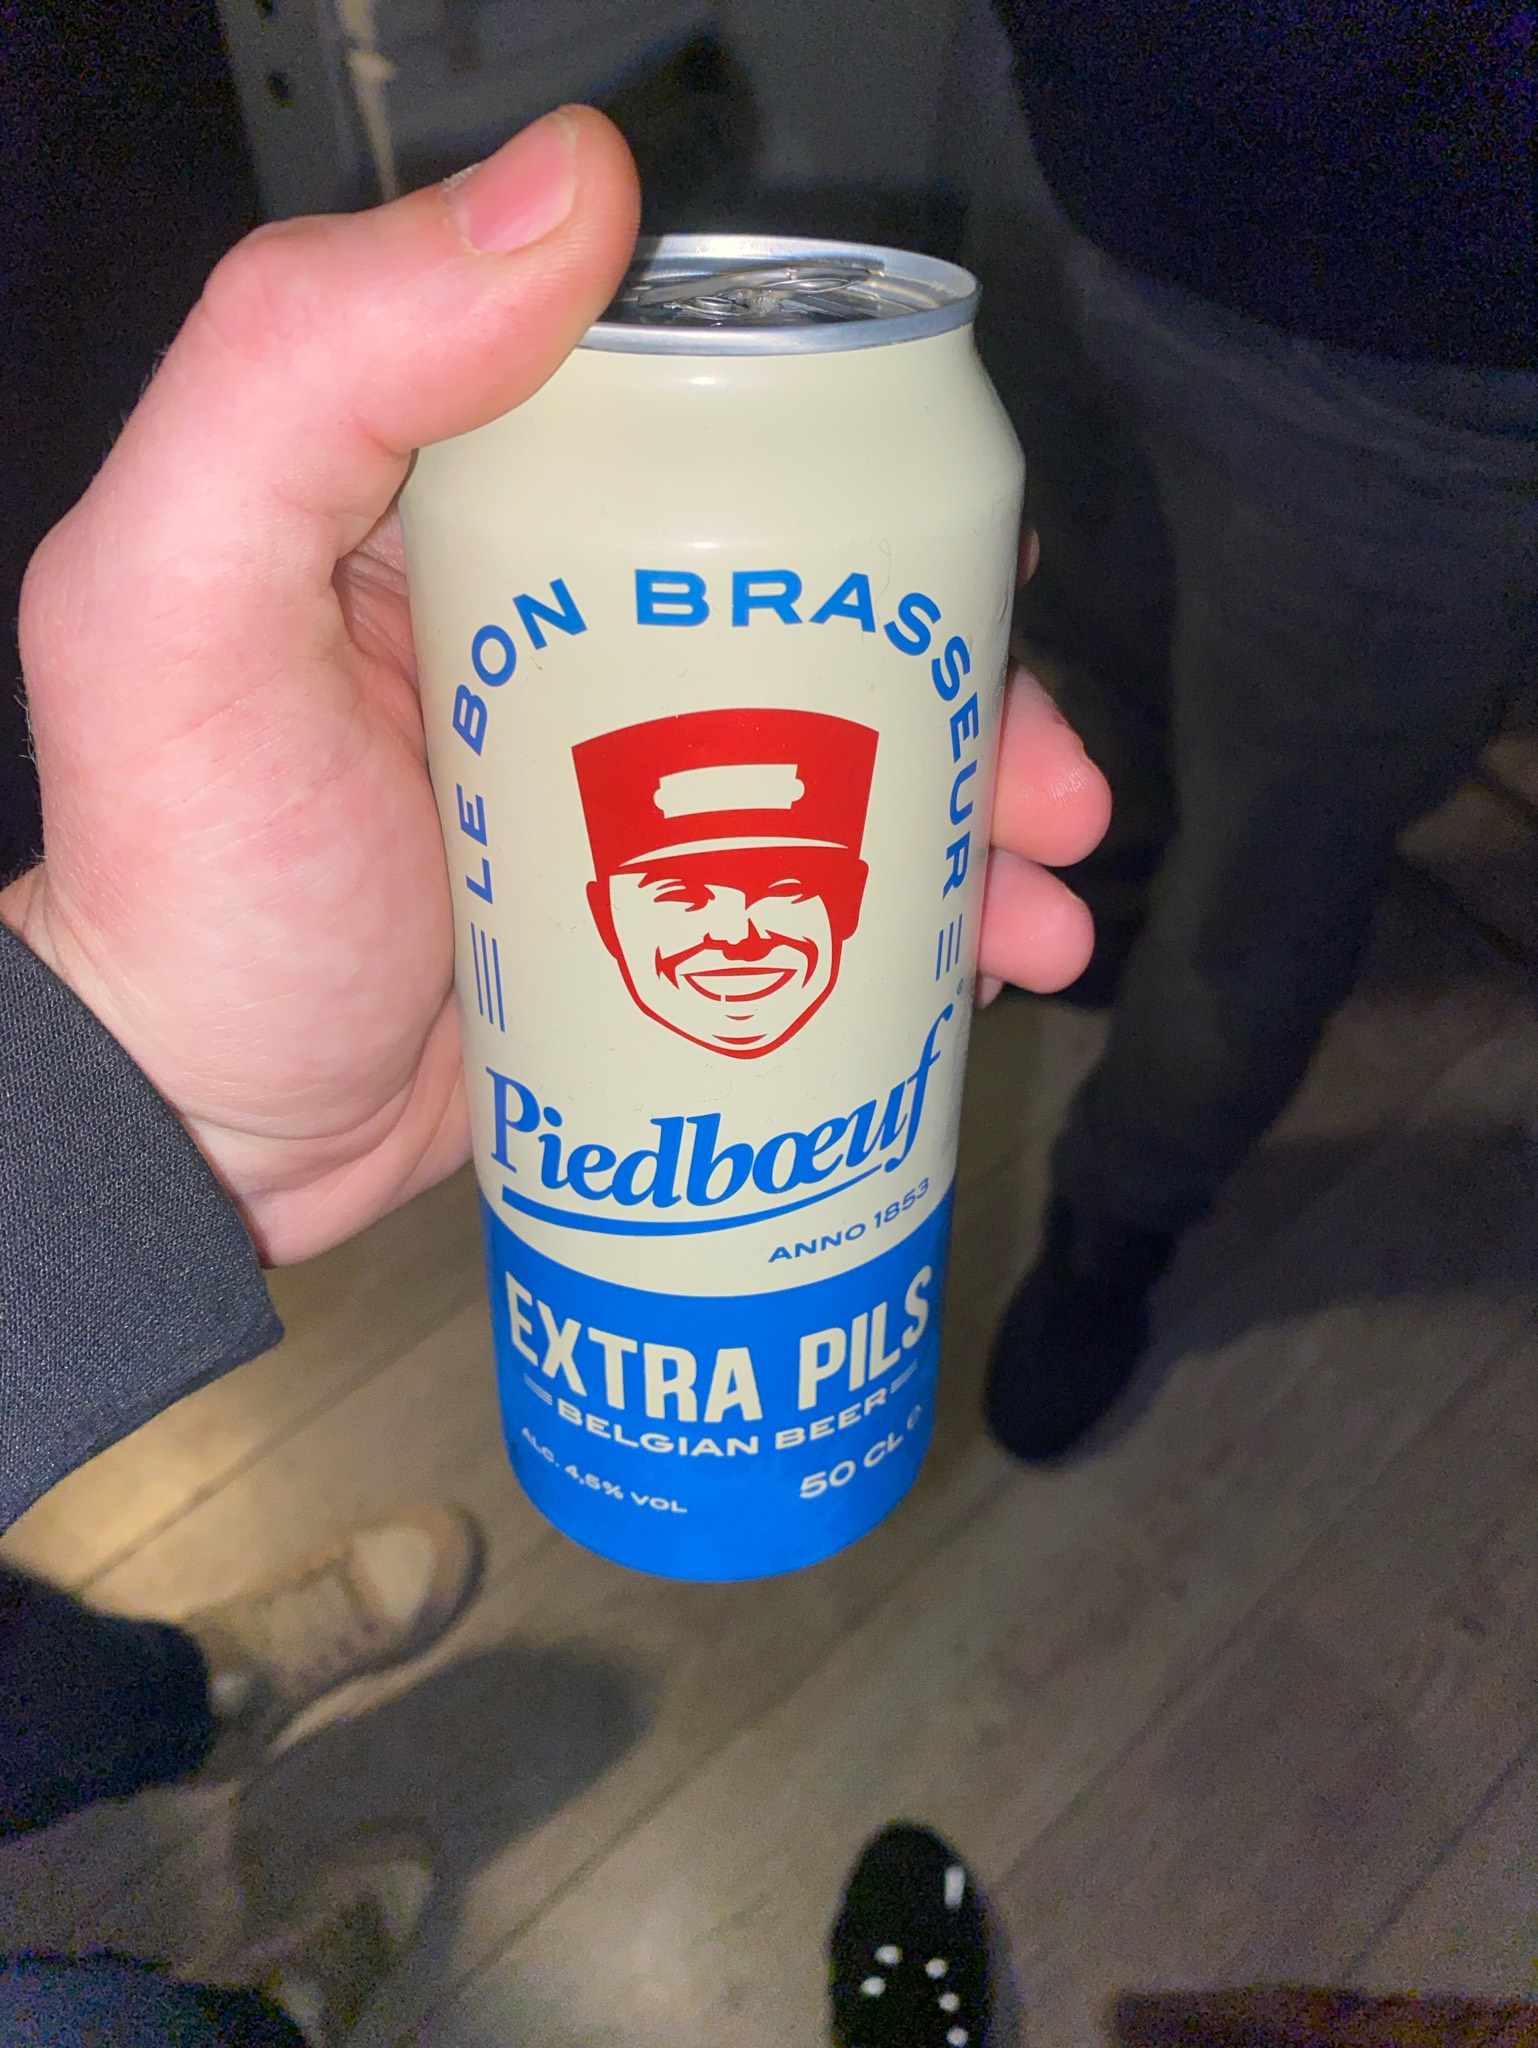 LE BON BRASSEUR
Piedbœuf®
ANNO 1853
EXTRA PILS
BELGIAN BEER
ALC. 4,5% VOL
50 CL e